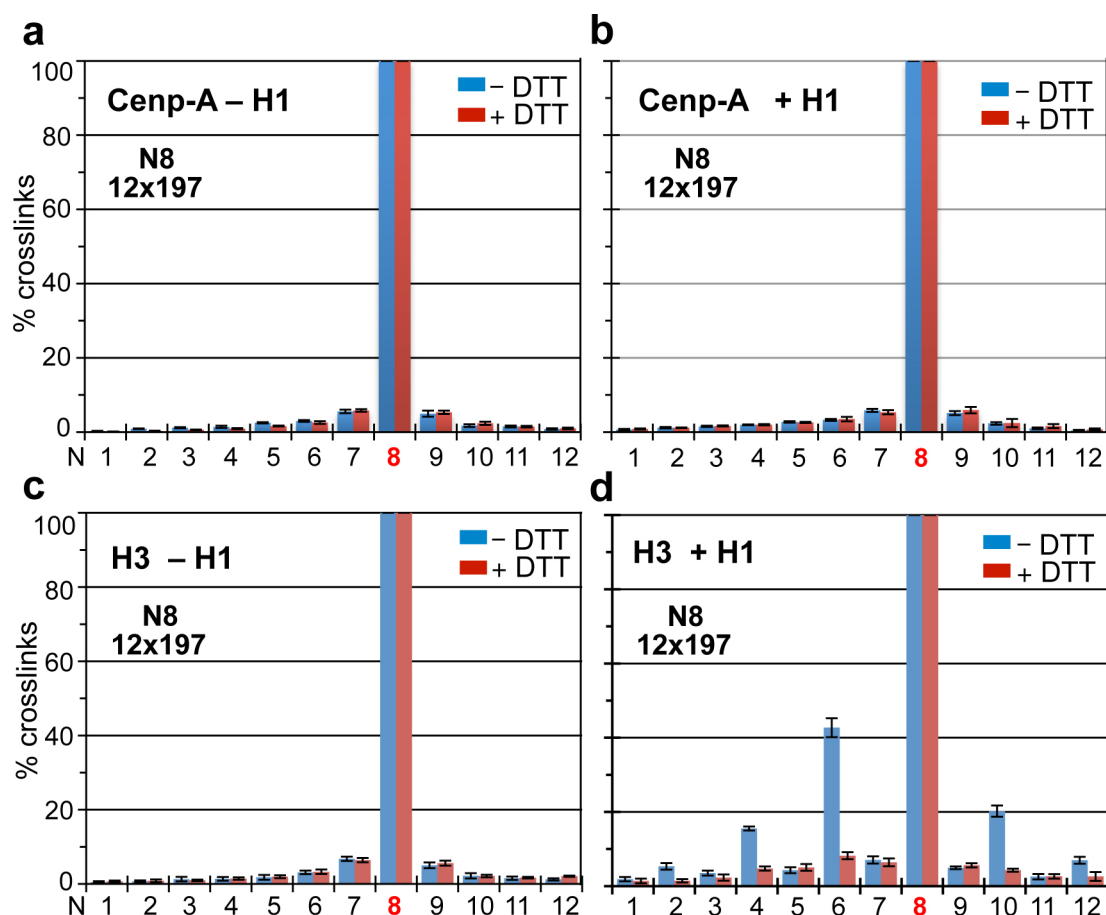 a
100
80
60
40
20
0
% crosslinks
Cenp-A – H1
N8
12x197
– DTT
+ DTT
N 1 2 3 4 5 6 7 8 9 10 11 12
b
Cenp-A + H1
N8
12x197
– DTT
+ DTT
1 2 3 4 5 6 7 8 9 10 11 12
c
100
80
60
40
20
0
% crosslinks
H3 – H1
N8
12x197
– DTT
+ DTT
N 1 2 3 4 5 6 7 8 9 10 11 12
d
H3 + H1
N8
12x197
– DTT
+ DTT
1 2 3 4 5 6 7 8 9 10 11 12